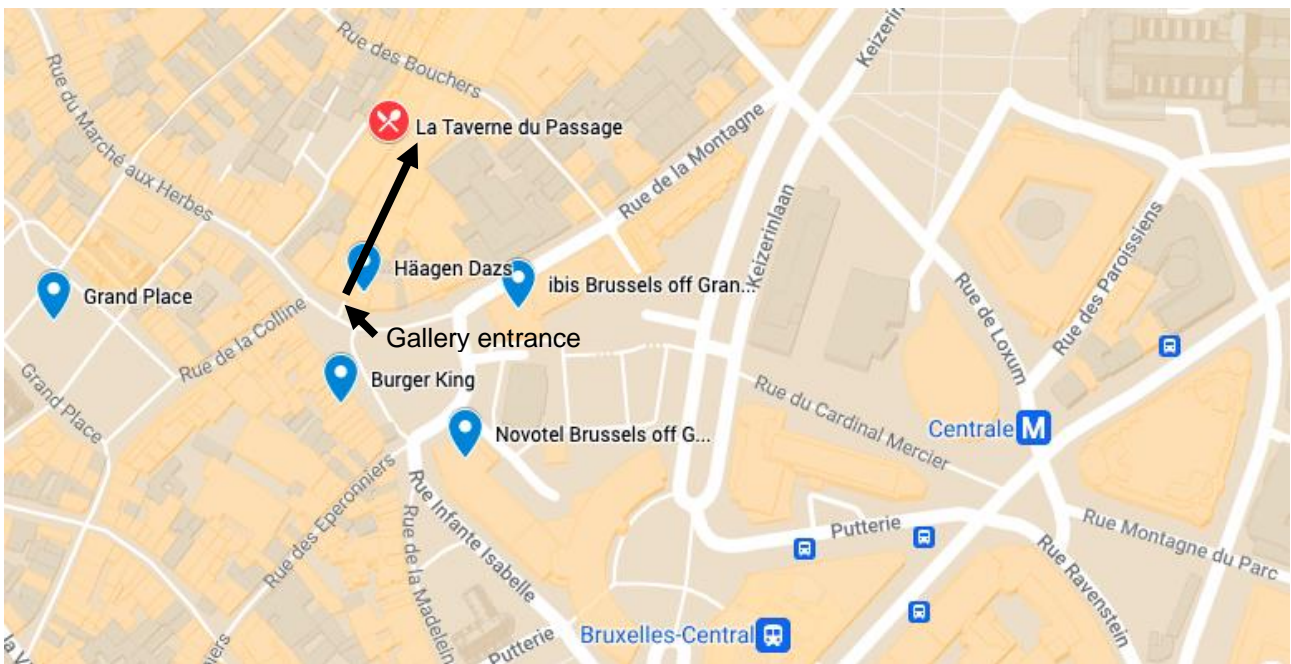 Rue des Bouchers
Keizerinlaan
Rue du Marché aux Herbes
La Taverne du Passage
Rue de la Montagne
Keizerinlaan
Rue des Paroissiens
Häagen Dazs
ibis Brussels off Gran...
Grand Place
Gallery entrance
Rue de la Colline
Rue de Loxum
Burger King
Grand Place
Rue du Cardinal Mercier
Centrale M
Novotel Brussels off G...
Rue des Eperonniers
Rue Infante Isabelle
Rue de la Madelein
Putterie
Rue Montagne du Parc
Rue Ravenstein
Bruxelles-Central
Putterie
la V